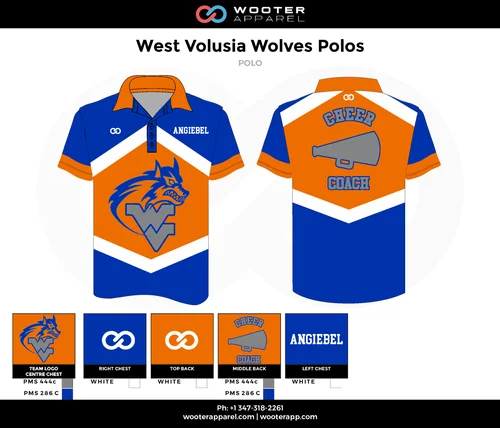 WOOTER
APPAREL
West Volusia Wolves Polos
POLO
ANGIEBEL
WV
CHEER
COACH
WV
CHEER
COACH
ANGIEBEL
TEAM LOGO
CENTRE CHEST
RIGHT CHEST
TOP BACK
MIDDLE BACK
LEFT CHEST
PMS 444c
WHITE
WHITE
PMS 444c
WHITE
PMS 286 C
PMS 286 C
Ph: +1 347-318-2261
wooterapparel.com | wooterapp.com